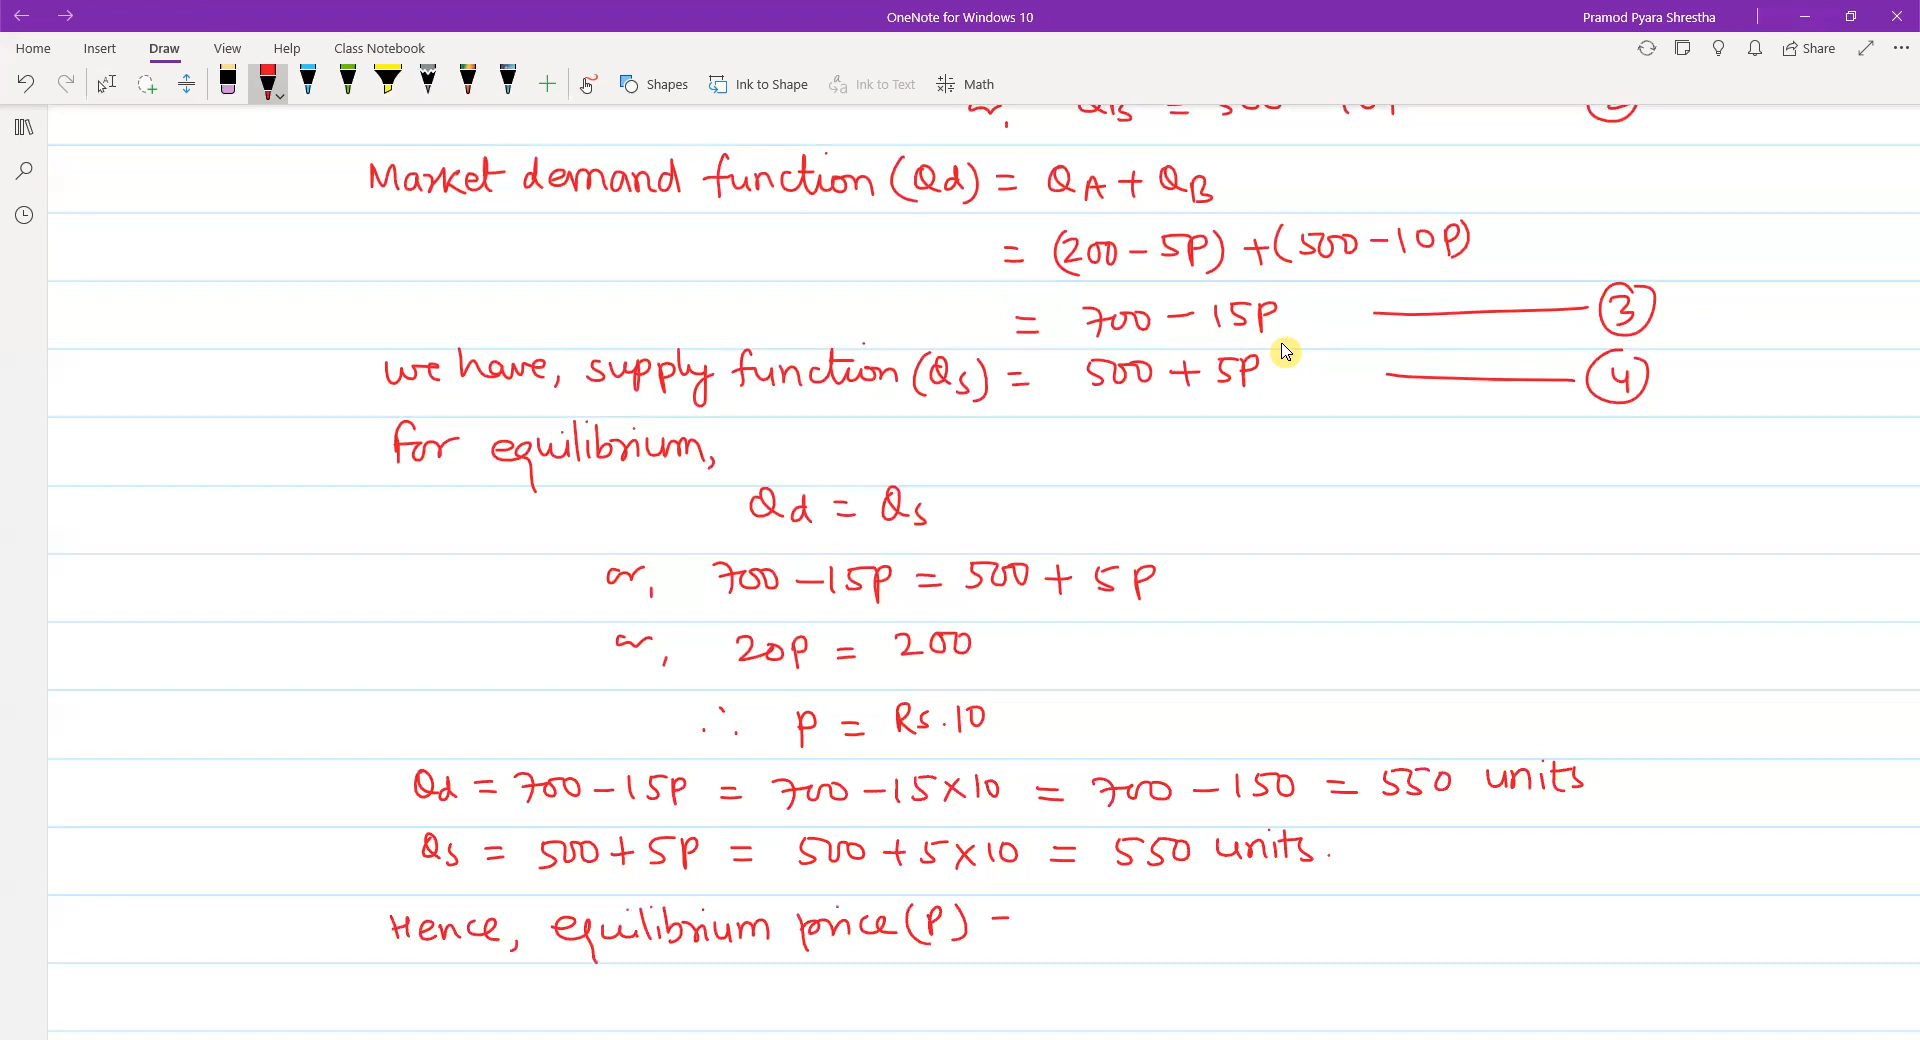 OneNote for Windows 10
Pramod Pyara Shrestha
Home Insert Draw View Help Class Notebook
Share
Shapes Ink to Shape Ink to Text Math
Market demand function (Qd) = QA + QB
= (200 - 5P) + (500 - 10P)
= 700 - 15P ——— 3
we have, supply function (Qs) = 500 + 5P ——— 4
for equilibrium,
Qd = Qs
or, 700 - 15P = 500 + 5P
or, 20P = 200
∴ P = Rs. 10
Qd = 700 - 15P = 700 - 15×10 = 700 - 150 = 550 units
Qs = 500 + 5P = 500 + 5×10 = 550 units.
Hence, equilibrium price (P) -